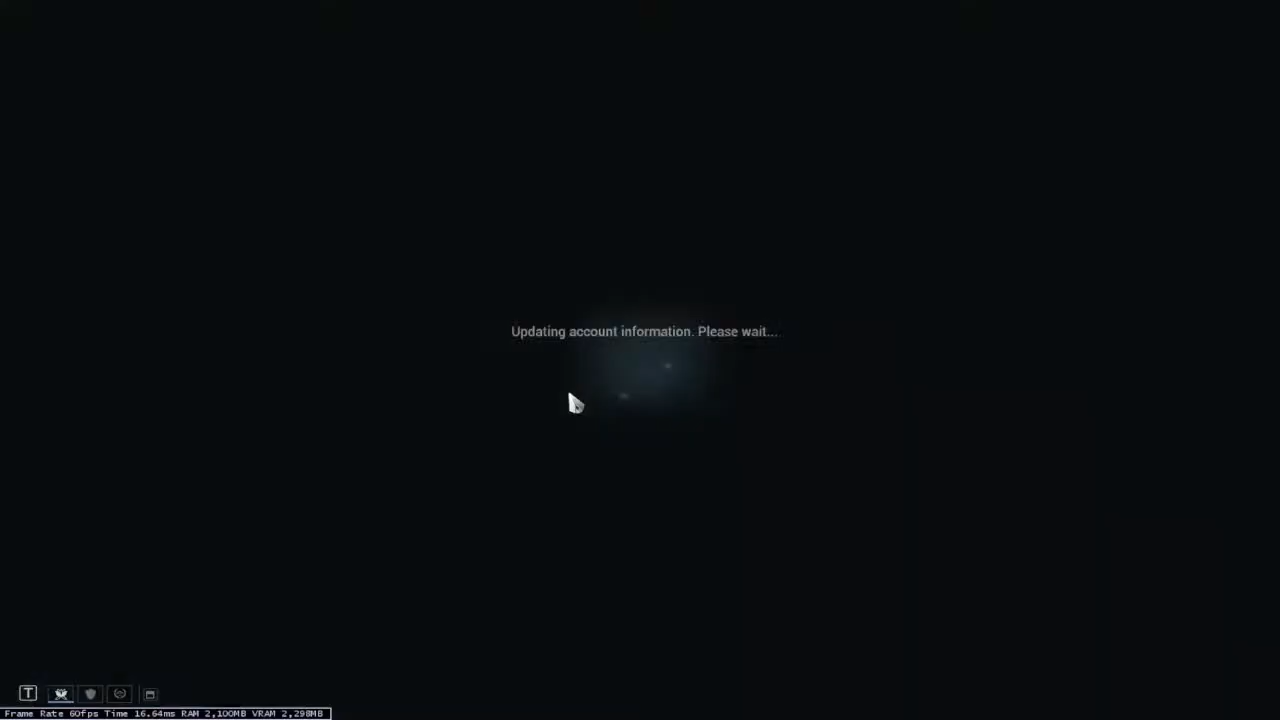 Updating account information. Please wait...
T
Frame Rate 60fps Time 16.64ms RAM 2,100MB VRAM 2,298MB